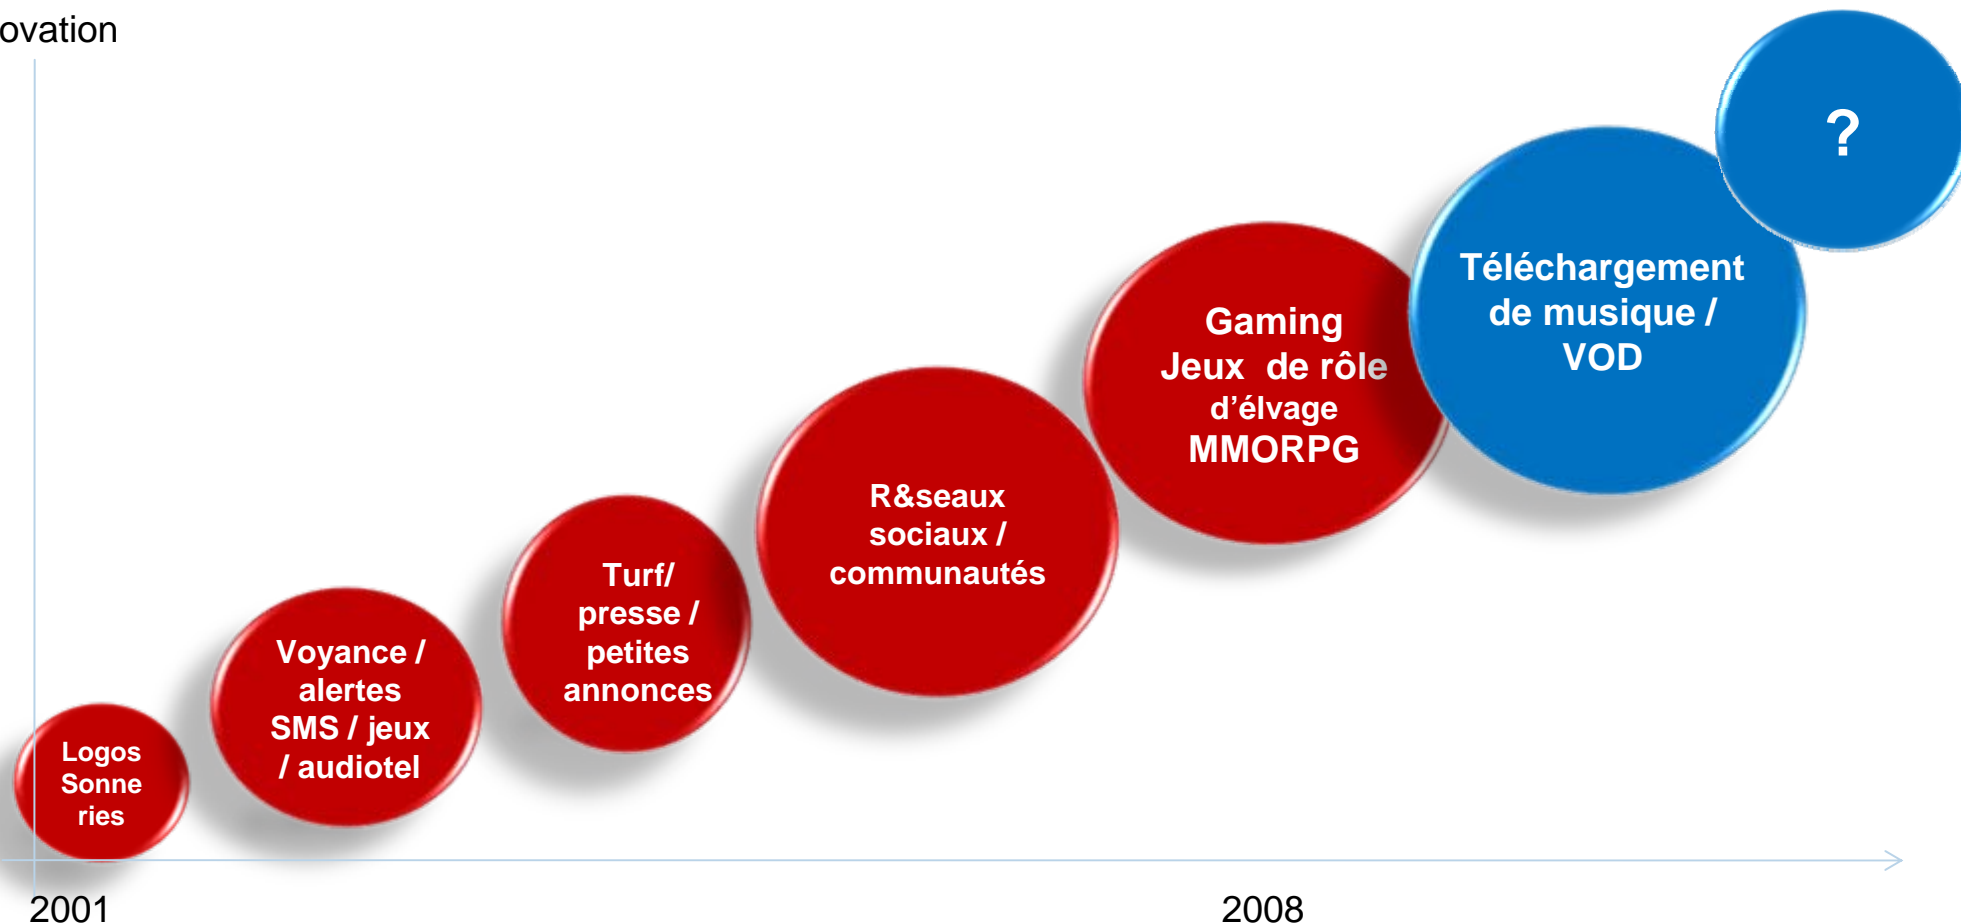 ovation
?
Téléchargement
de musique /
VOD
Gaming
Jeux  de rôle
d’élvage
MMORPG
R&seaux
sociaux /
communautés
Turf/
presse /
petites
annonces
Voyance /
alertes
SMS / jeux
/ audiotel
Logos
Sonne
ries
2001
2008